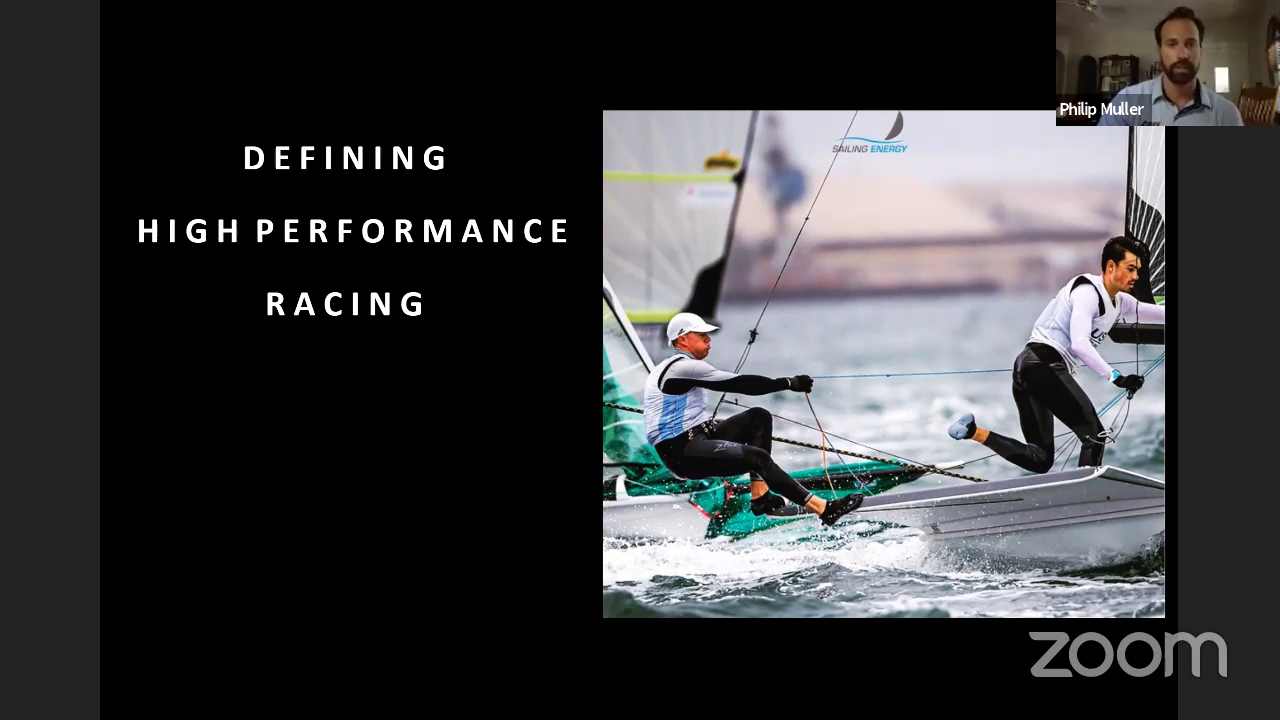 DEFINING
HIGH PERFORMANCE
RACING
SAILING ENERGY
Philip Muller
zoom